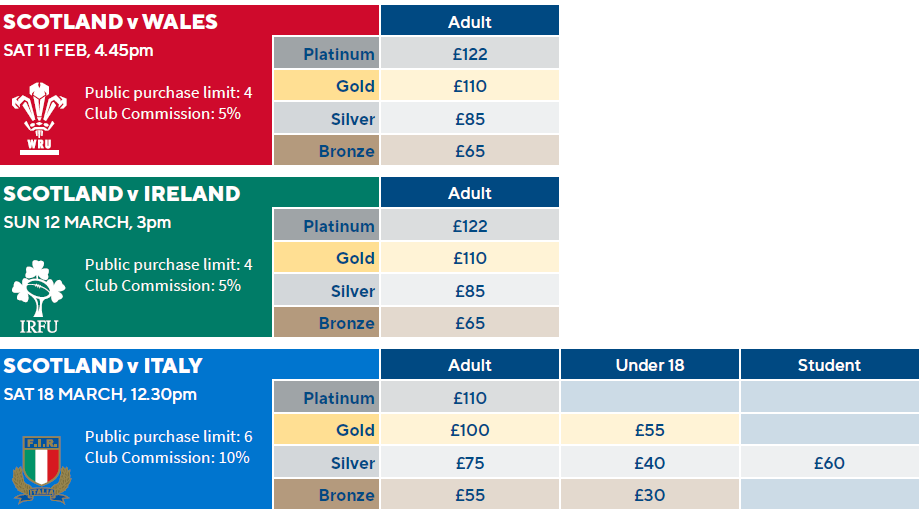 SCOTLAND v WALES Adult
SAT 11 FEB, 4.45pm Platinum £122
Gold £110
Public purchase limit: 4
Club Commission: 5% Silver £85
WRU Bronze £65
SCOTLAND v IRELAND Adult
SUN 12 MARCH, 3pm Platinum £122
Gold £110
Public purchase limit: 4
Club Commission: 5% Silver £85
IRFU Bronze £65
SCOTLAND v ITALY Adult Under 18 Student
SAT 18 MARCH, 12.30pm Platinum £110
Gold £100 £55
Public purchase limit: 6
Club Commission: 10% Silver £75 £40 £60
F.I.R.
ITALIA Bronze £55 £30